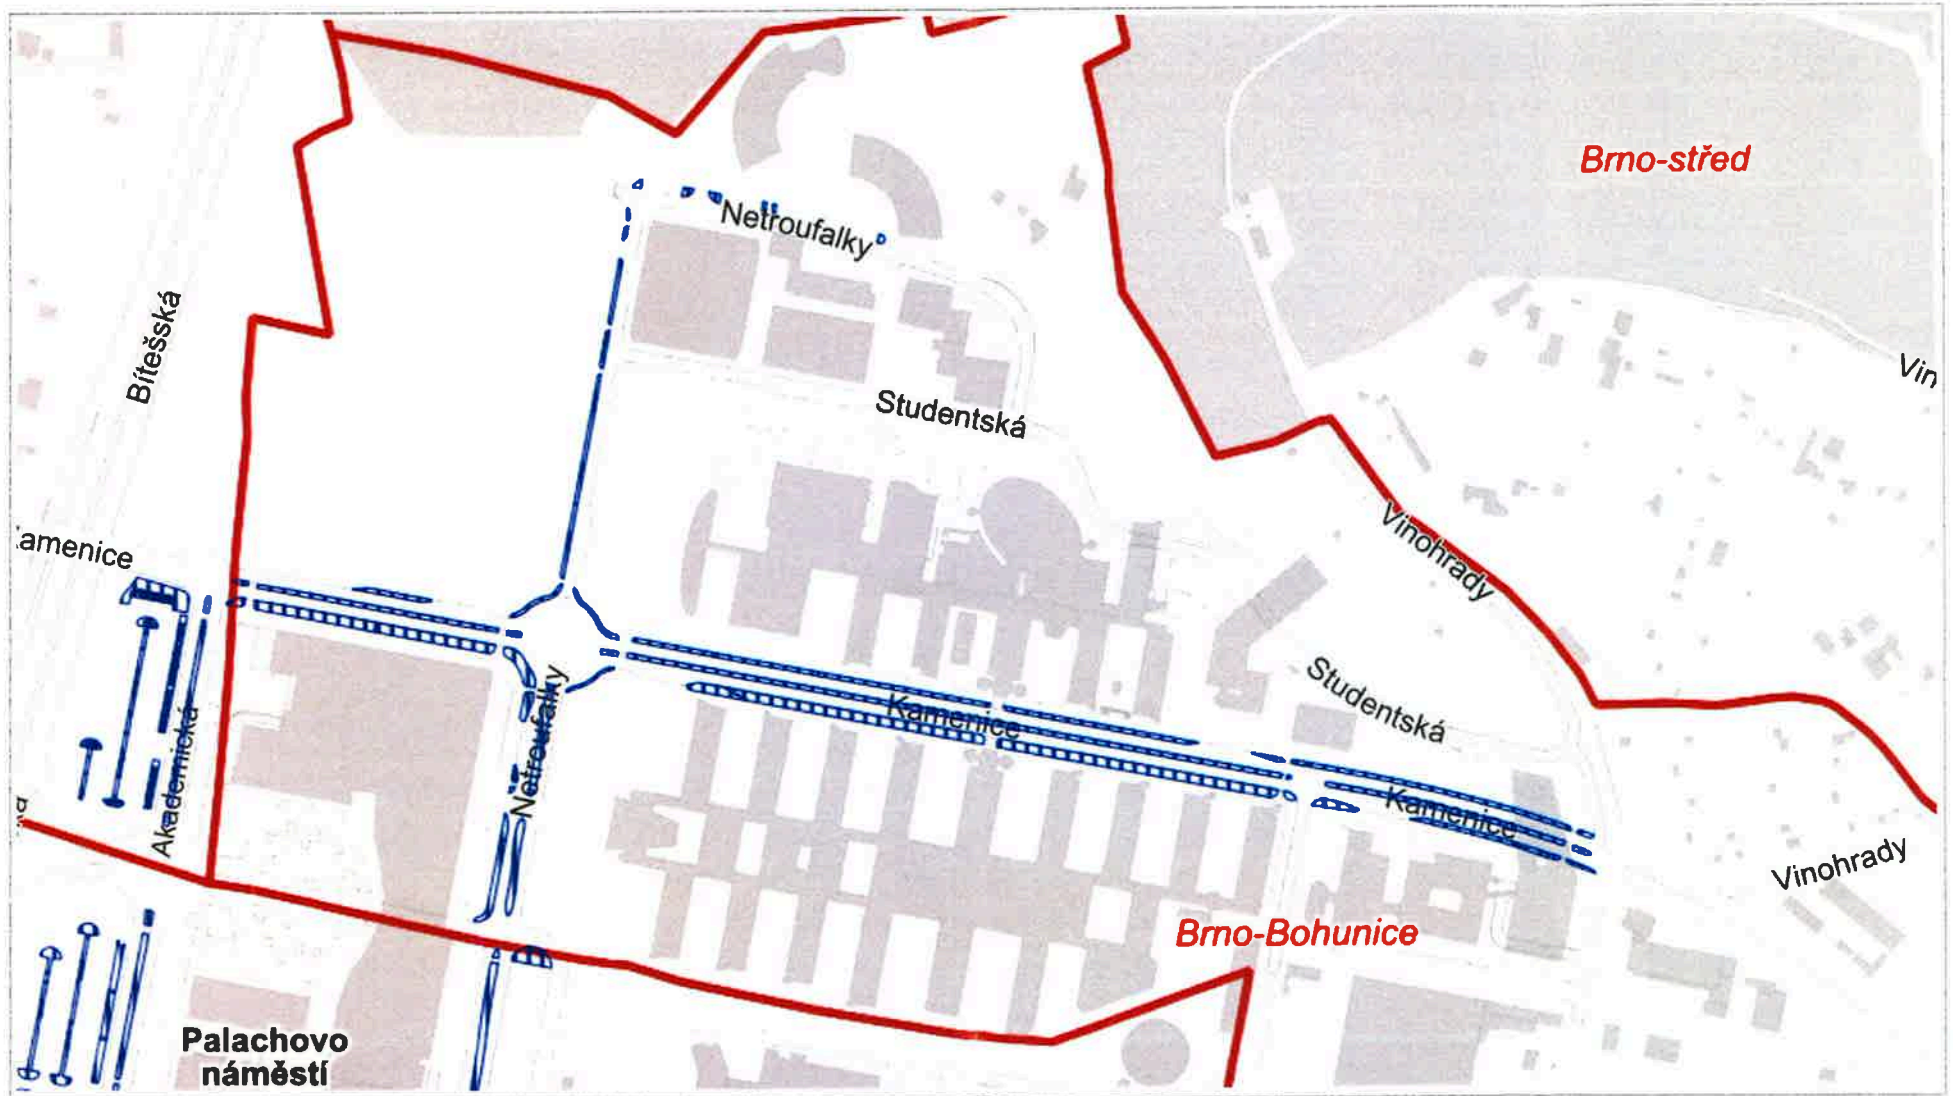 Brno-střed
Netroufalky
Bítešská
Vin
Studentská
Vinohrady
amenice
Studentská
Netroufalky
Kamenice
Akademická
Kamenice
Vinohrady
Brno-Bohunice
Palachovo
náměstí